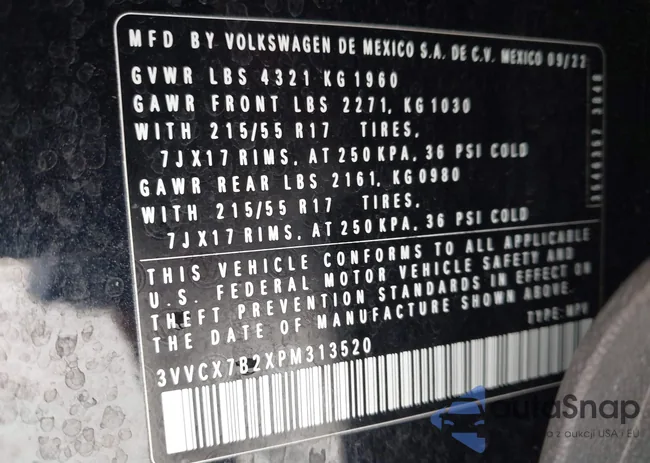 MFD BY VOLKSWAGEN DE MEXICO S.A. DE C.V. MEXICO 09/22
GVWR LBS 4321 KG 1960
GAWR FRONT LBS 2271, KG 1030
WITH 215/55 R17 TIRES,
7JX17 RIMS, AT 250 KPA, 36 PSI COLD
GAWR REAR LBS 2161, KG 0980
WITH 215/55 R17 TIRES,
7JX17 RIMS, AT 250 KPA, 36 PSI COLD
THIS VEHICLE CONFORMS TO ALL APPLICABLE
U.S. FEDERAL MOTOR VEHICLE SAFETY AND
THEFT PREVENTION STANDARDS IN EFFECT ON
THE DATE OF MANUFACTURE SHOWN ABOVE.
TYPE: MPV
3VVCX7B2XPM313520
autaSnap
a z aukcji USA i EU